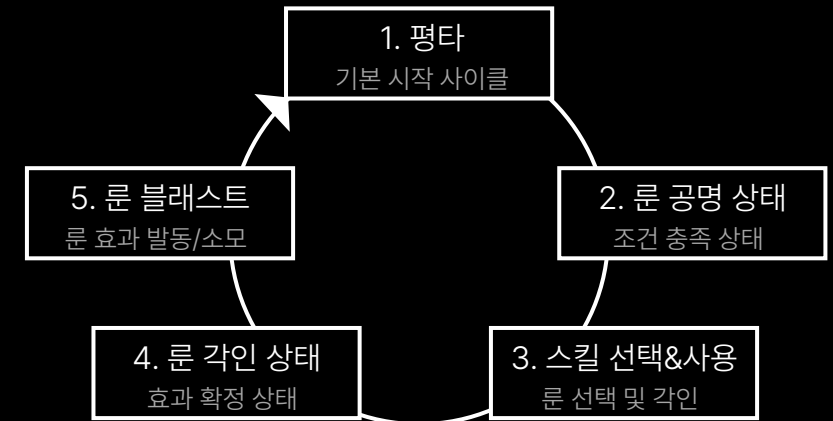 1. 평타
기본 시작 사이클
2. 룬 공명 상태
조건 충족 상태
3. 스킬 선택&사용
룬 선택 및 각인
4. 룬 각인 상태
효과 확정 상태
5. 룬 블래스트
룬 효과 발동/소모